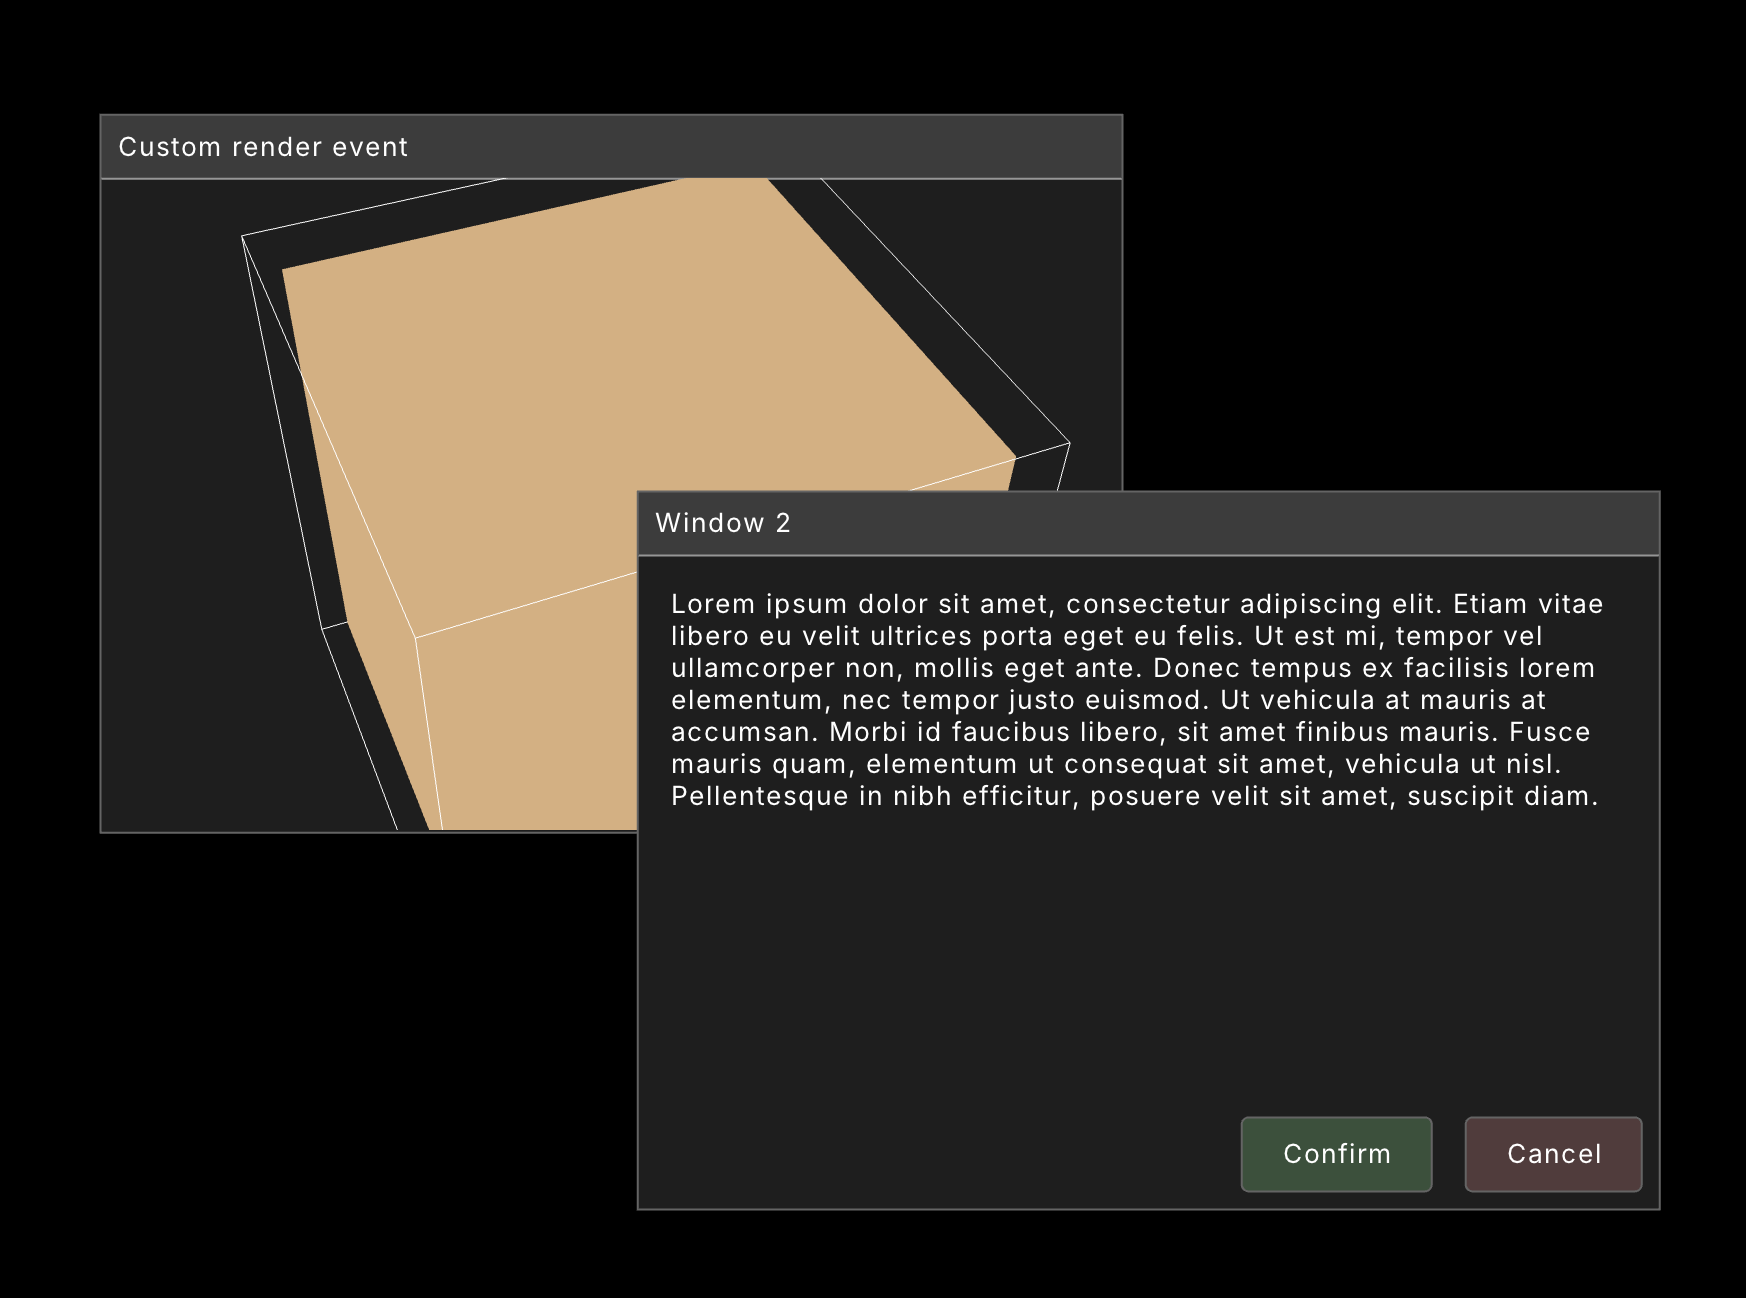 Custom render event
Window 2
Lorem ipsum dolor sit amet, consectetur adipiscing elit. Etiam vitae
libero eu velit ultrices porta eget eu felis. Ut est mi, tempor vel
ullamcorper non, mollis eget ante. Donec tempus ex facilisis lorem
elementum, nec tempor justo euismod. Ut vehicula at mauris at
accumsan. Morbi id faucibus libero, sit amet finibus mauris. Fusce
mauris quam, elementum ut consequat sit amet, vehicula ut nisl.
Pellentesque in nibh efficitur, posuere velit sit amet, suscipit diam.
Confirm
Cancel